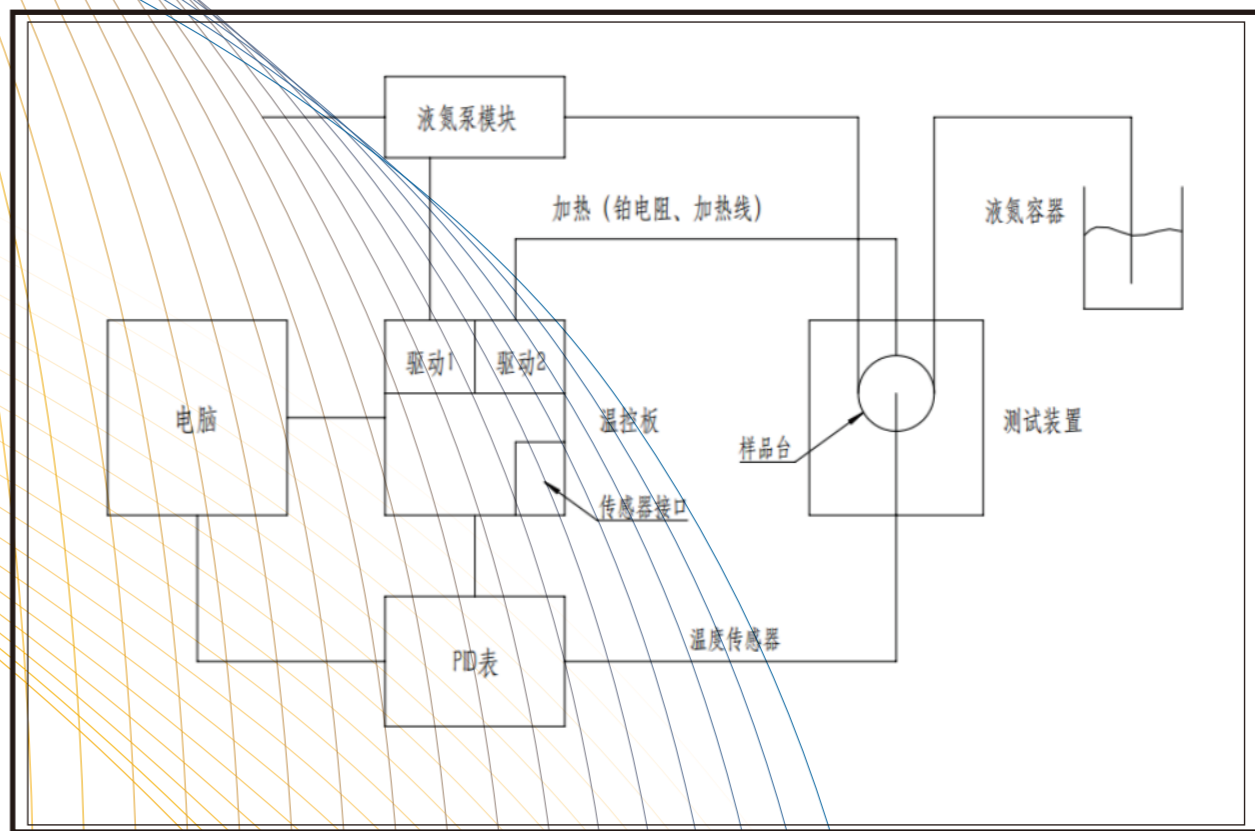 液氮泵模块
加热（铂电阻、加热线）
液氮容器
驱动1
驱动2
电脑
温控板
测试装置
样品台
传感器接口
温度传感器
PID表